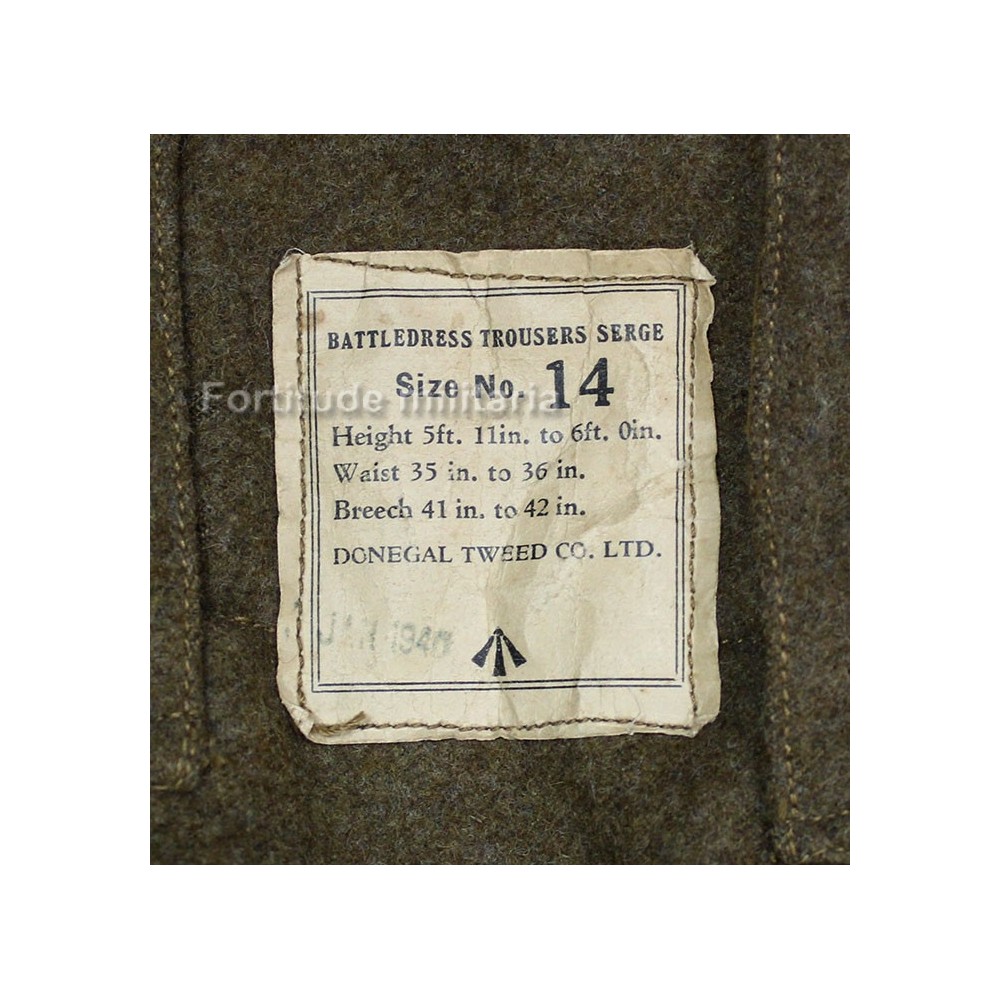 BATTLEDRESS TROUSERS SERGE
Size No. 14
Fortitude militaria
Height 5ft. 11in. to 6ft. 0in.
Waist 35 in. to 36 in.
Breech 41 in. to 42 in.
DONEGAL TWEED CO. LTD.
JAN 1940